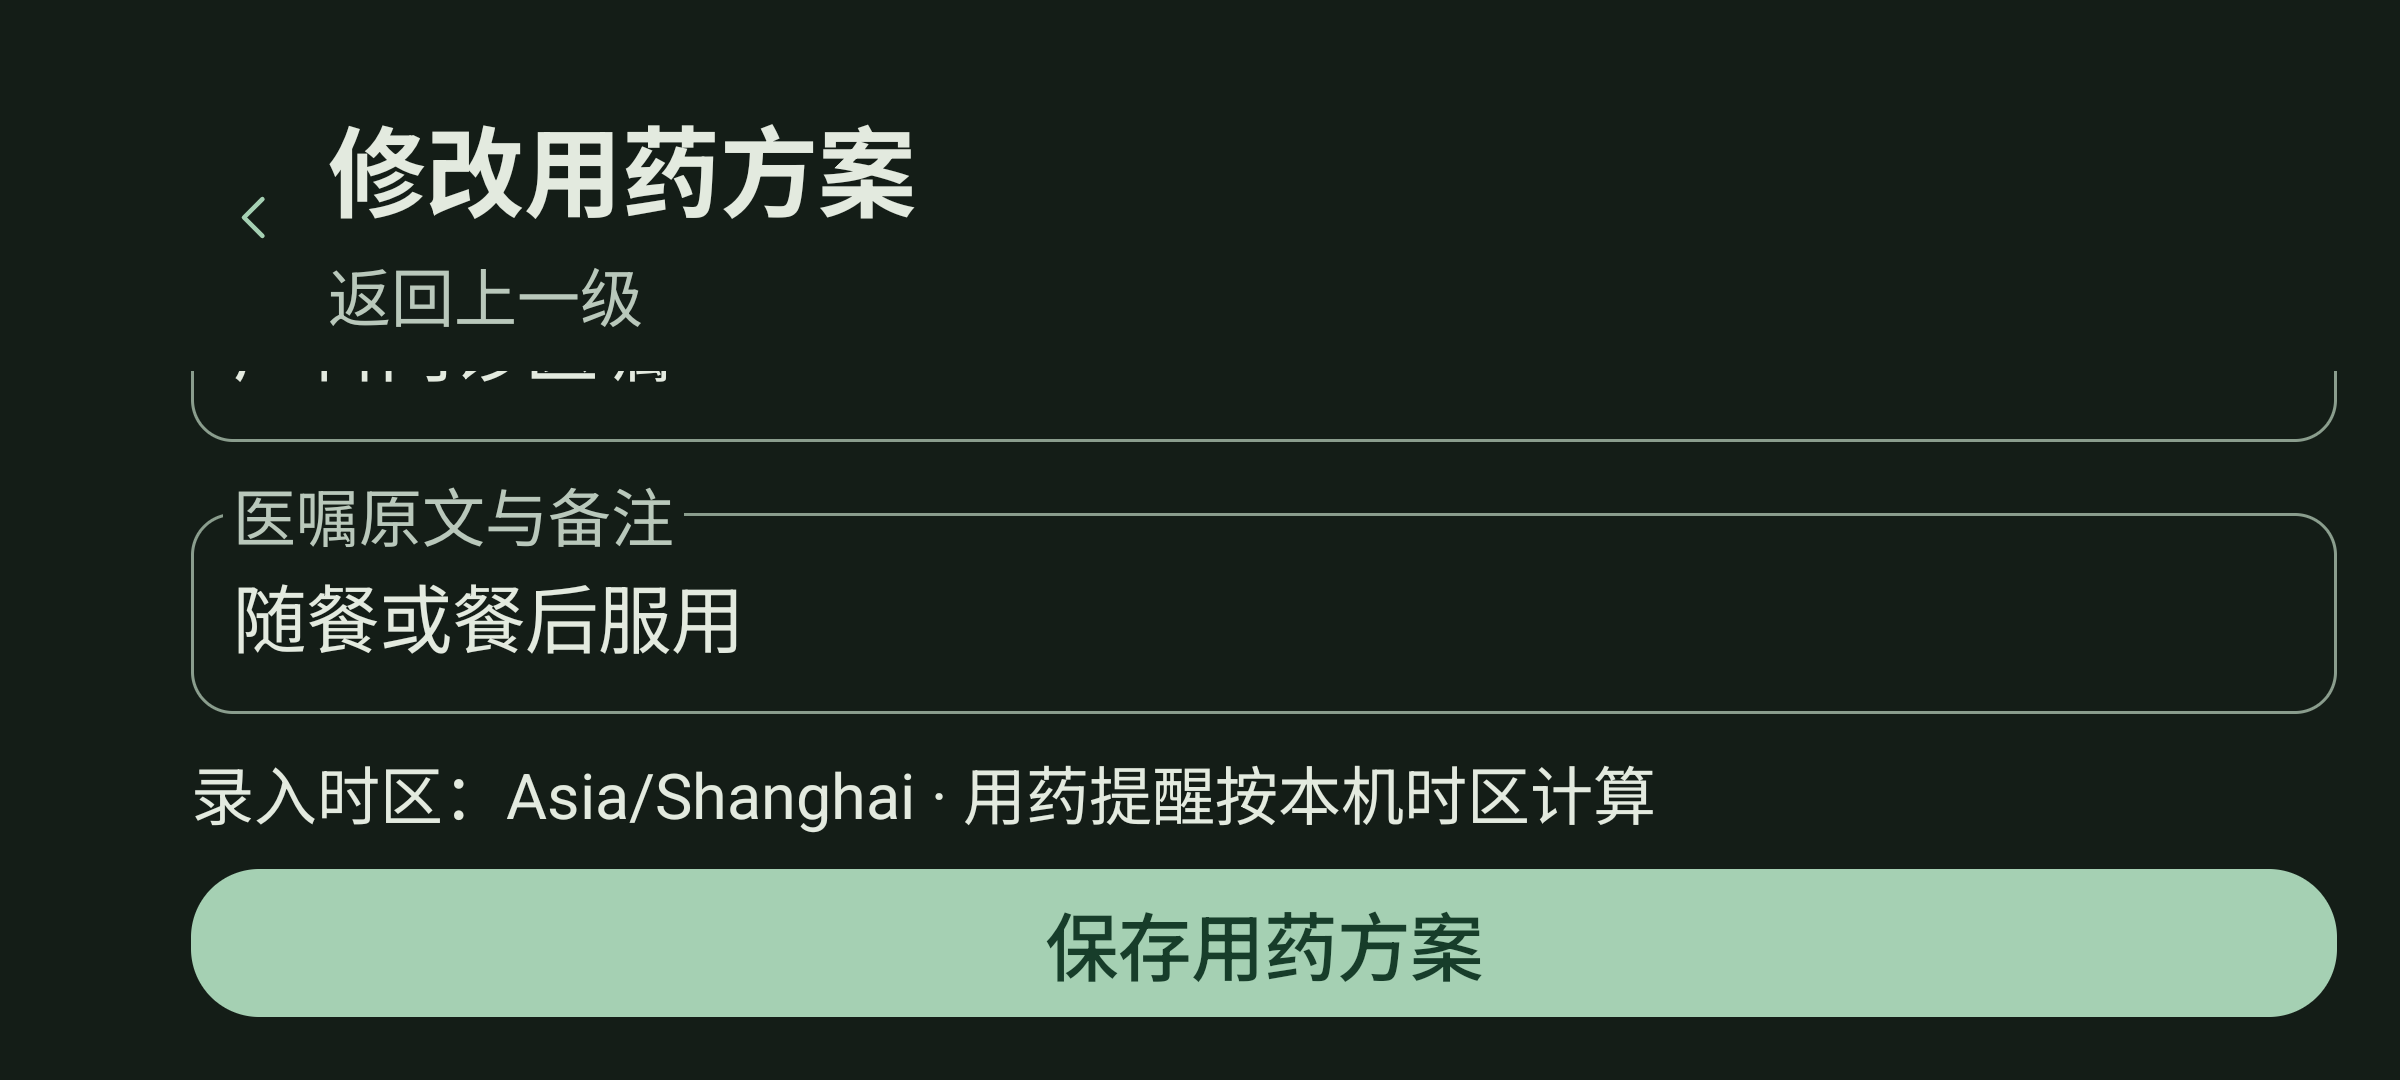 修改用药方案
返回上一级
医嘱原文与备注
随餐或餐后服用
录入时区：Asia/Shanghai · 用药提醒按本机时区计算
保存用药方案